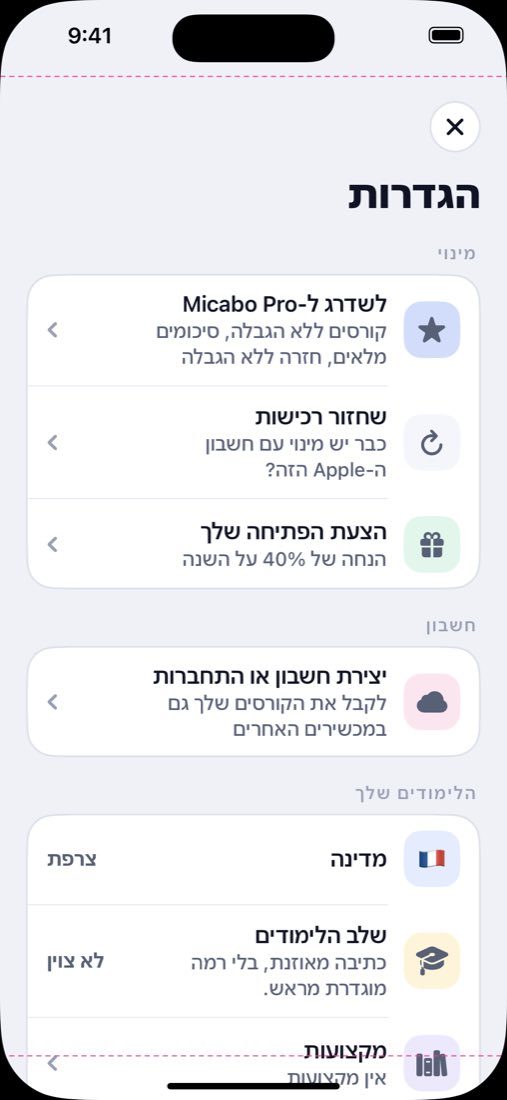 9:41
הגדרות
מינוי
לשדרג ל-Micabo Pro
קורסים ללא הגבלה, סיכומים
מלאים, חזרה ללא הגבלה
שחזור רכישות
כבר יש מינוי עם חשבון
ה-Apple הזה?
הצעת הפתיחה שלך
הנחה של 40% על השנה
חשבון
יצירת חשבון או התחברות
לקבל את הקורסים שלך גם
במכשירים האחרים
הלימודים שלך
מדינה
צרפת
שלב הלימודים
לא צוין
כתיבה מאוזנת, בלי רמה
מוגדרת מראש.
מקצועות
אין מקצועות